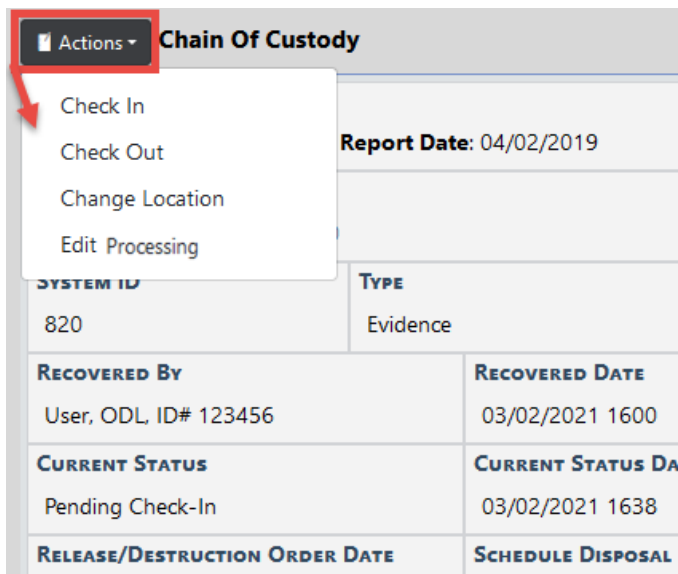 Actions Chain Of Custody
Check In
Check Out
Report Date: 04/02/2019
Change Location
Edit Processing
SYSTEM ID TYPE
820 Evidence
RECOVERED BY RECOVERED DATE
User, ODL, ID# 123456 03/02/2021 1600
CURRENT STATUS CURRENT STATUS DA
Pending Check-In 03/02/2021 1638
RELEASE/DESTRUCTION ORDER DATE SCHEDULE DISPOSAL